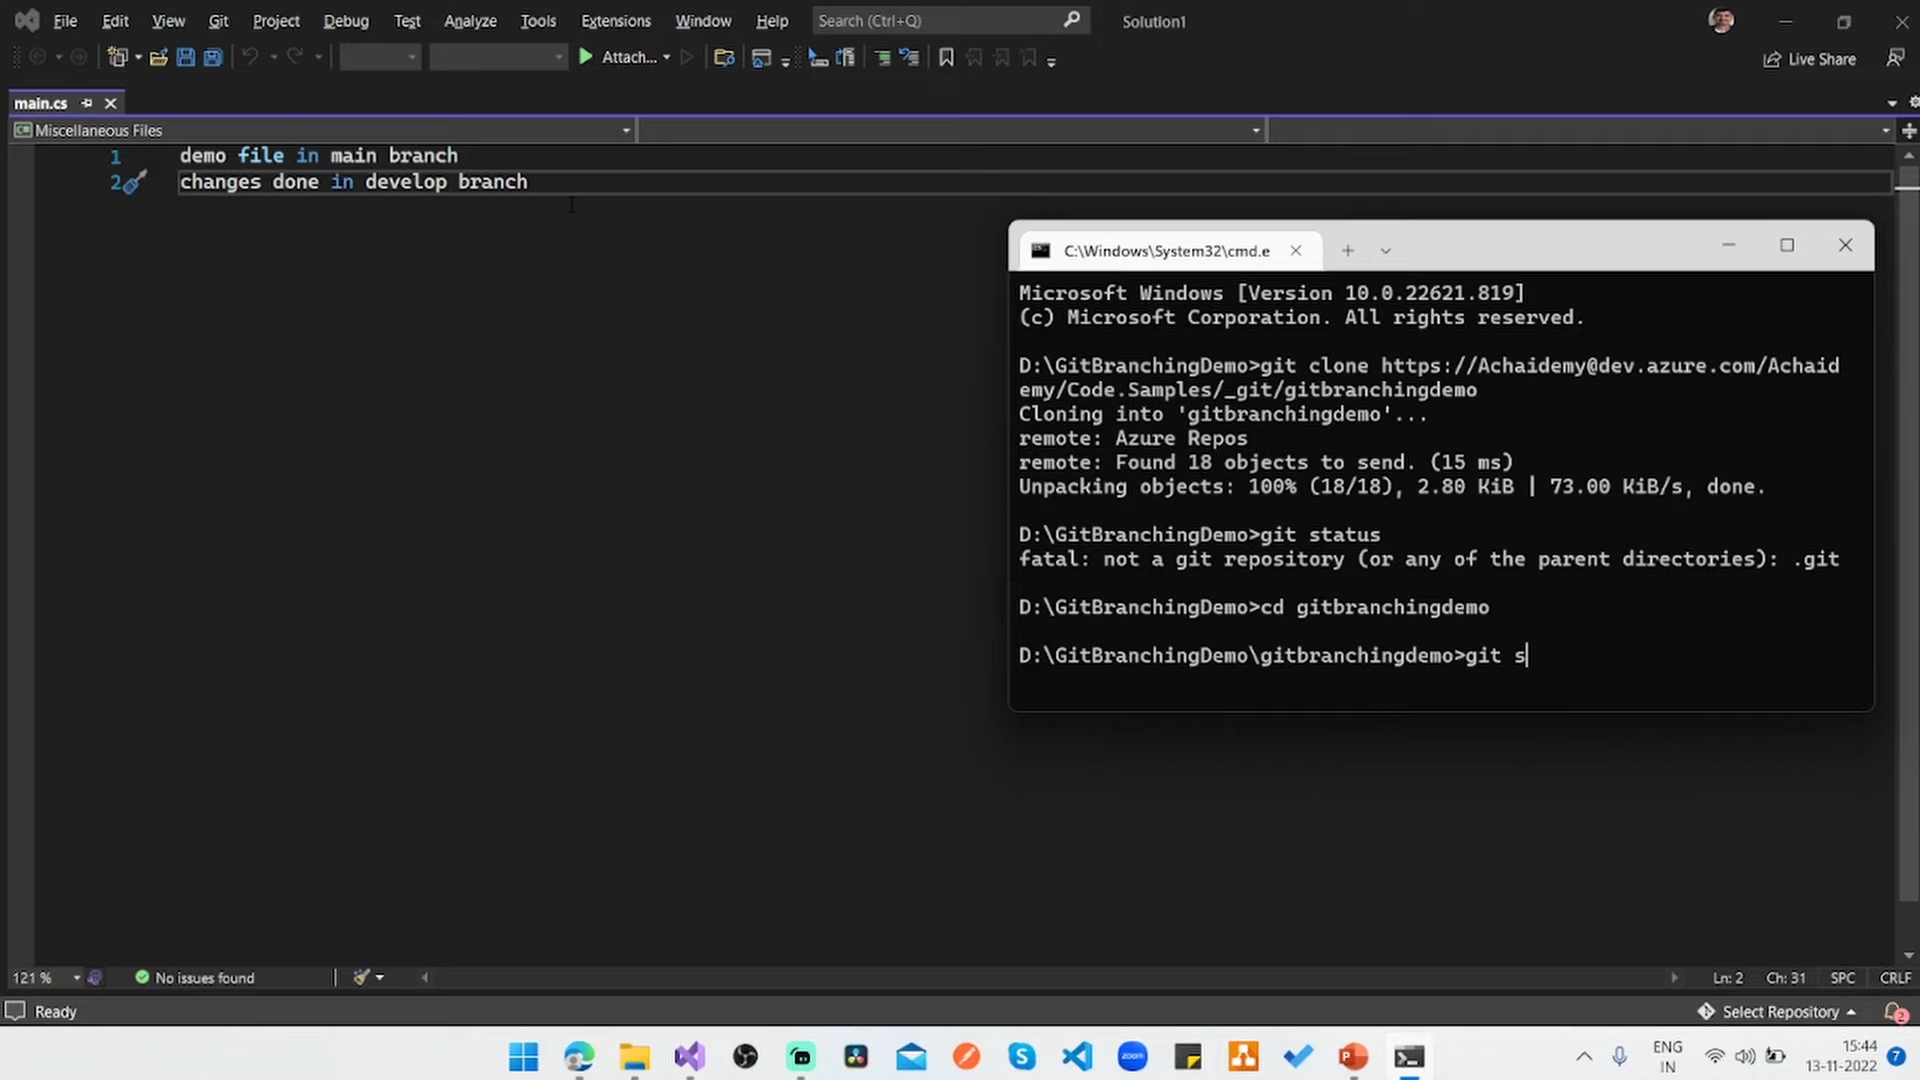 File Edit View Git Project Debug Test Analyze Tools Extensions Window Help Search (Ctrl+Q) Solution1
Attach... Live Share
main.cs
Miscellaneous Files
1 demo file in main branch
2 changes done in develop branch
C:\Windows\System32\cmd.e
Microsoft Windows [Version 10.0.22621.819]
(c) Microsoft Corporation. All rights reserved.
D:\GitBranchingDemo>git clone https://Achaidemy@dev.azure.com/Achaid
emy/Code.Samples/_git/gitbranchingdemo
Cloning into 'gitbranchingdemo'...
remote: Azure Repos
remote: Found 18 objects to send. (15 ms)
Unpacking objects: 100% (18/18), 2.80 KiB | 73.00 KiB/s, done.
D:\GitBranchingDemo>git status
fatal: not a git repository (or any of the parent directories): .git
D:\GitBranchingDemo>cd gitbranchingdemo
D:\GitBranchingDemo\gitbranchingdemo>git s
121 % No issues found Ln: 2 Ch: 31 SPC CRLF
Ready Select Repository 2
zoom ENG 15:44
IN 13-11-2022 7